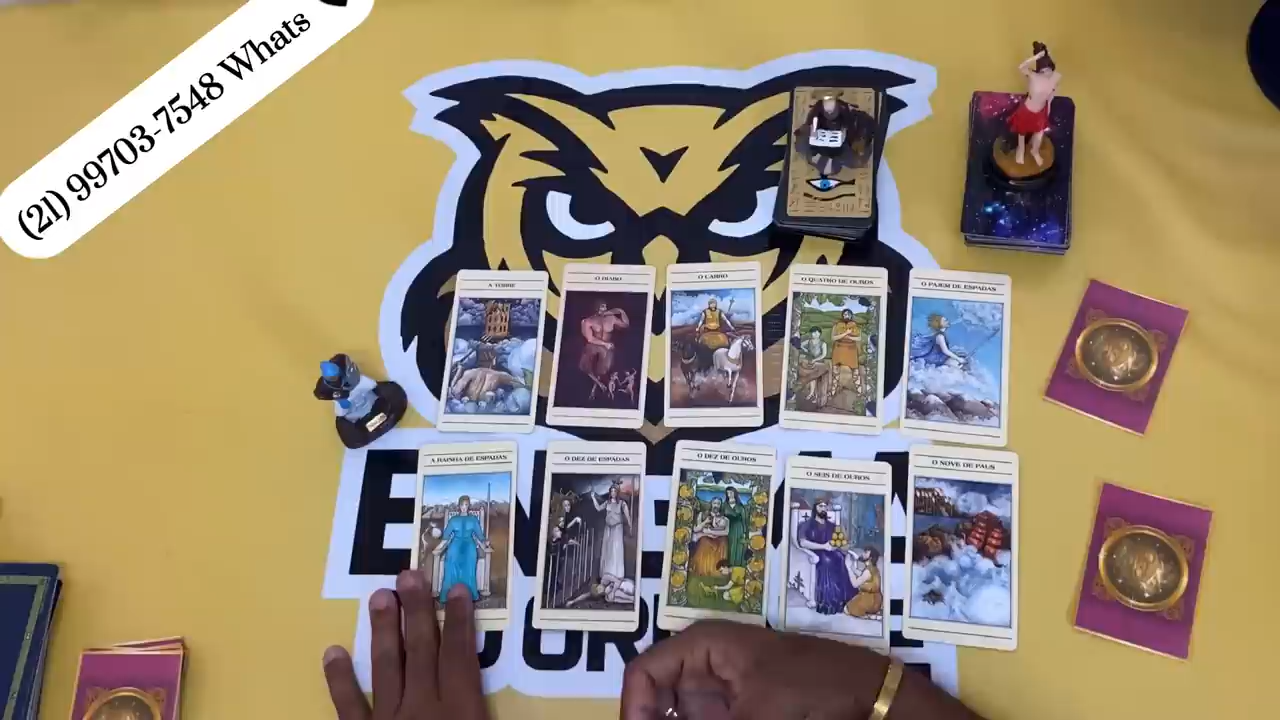 (21) 99703-7548 Whats
A TORRE
O DIABO
O CARRO
O QUATRO DE OUROS
O PAJEM DE ESPADAS
A RAINHA DE ESPADAS
O DEZ DE ESPADAS
O DEZ DE OUROS
O SEIS DE OUROS
O NOVE DE PAUS